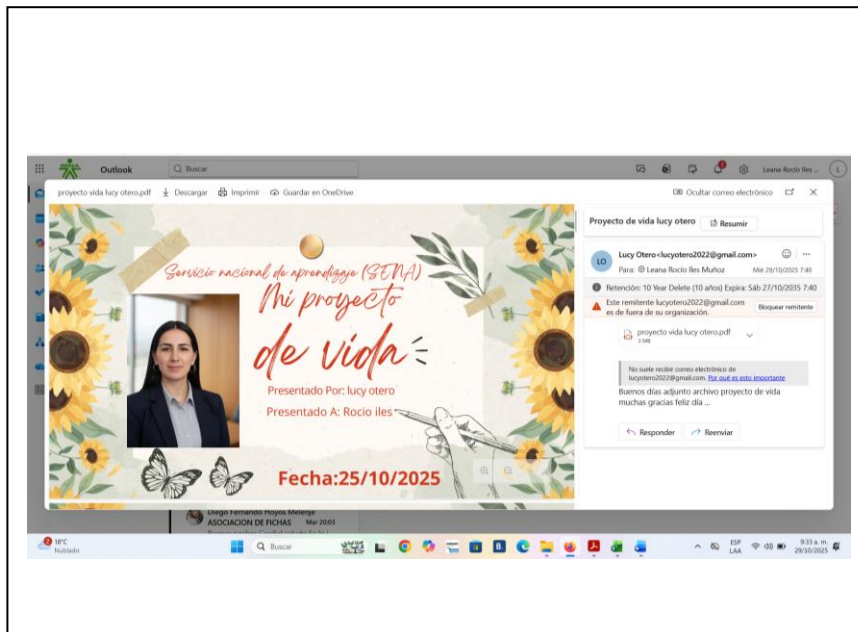 Outlook
Buscar
Leana Rocio Iles ...
L
proyecto vida lucy otero.pdf
Descargar
Imprimir
Guardar en OneDrive
Ocultar correo electrónico
Servicio nacional de aprendizaje (SENA)
Mi proyecto
de vida
Presentado Por: lucy otero
Presentado A: Rocio iles
Fecha:25/10/2025
Proyecto de vida lucy otero
Resumir
LO
Lucy Otero<lucyotero2022@gmail.com>
Para: Leana Rocío Iles Muñoz
Mié 29/10/2025 7:40
Retención: 10 Year Delete (10 años) Expira: Sáb 27/10/2035 7:40
Este remitente lucyotero2022@gmail.com
es de fuera de su organización.
Bloquear remitente
proyecto vida lucy otero.pdf
3 MB
No suele recibir correo electrónico de
lucyotero2022@gmail.com. Por qué es esto importante
Buenos días adjunto archivo proyecto de vida
muchas gracias feliz día ...
Responder
Reenviar
Diego Fernando Hoyos Melenje
ASOCIACION DE FICHAS Mar 20:03
2
18°C
Nublado
Buscar
ESP
LAA
9:33 a. m.
29/10/2025